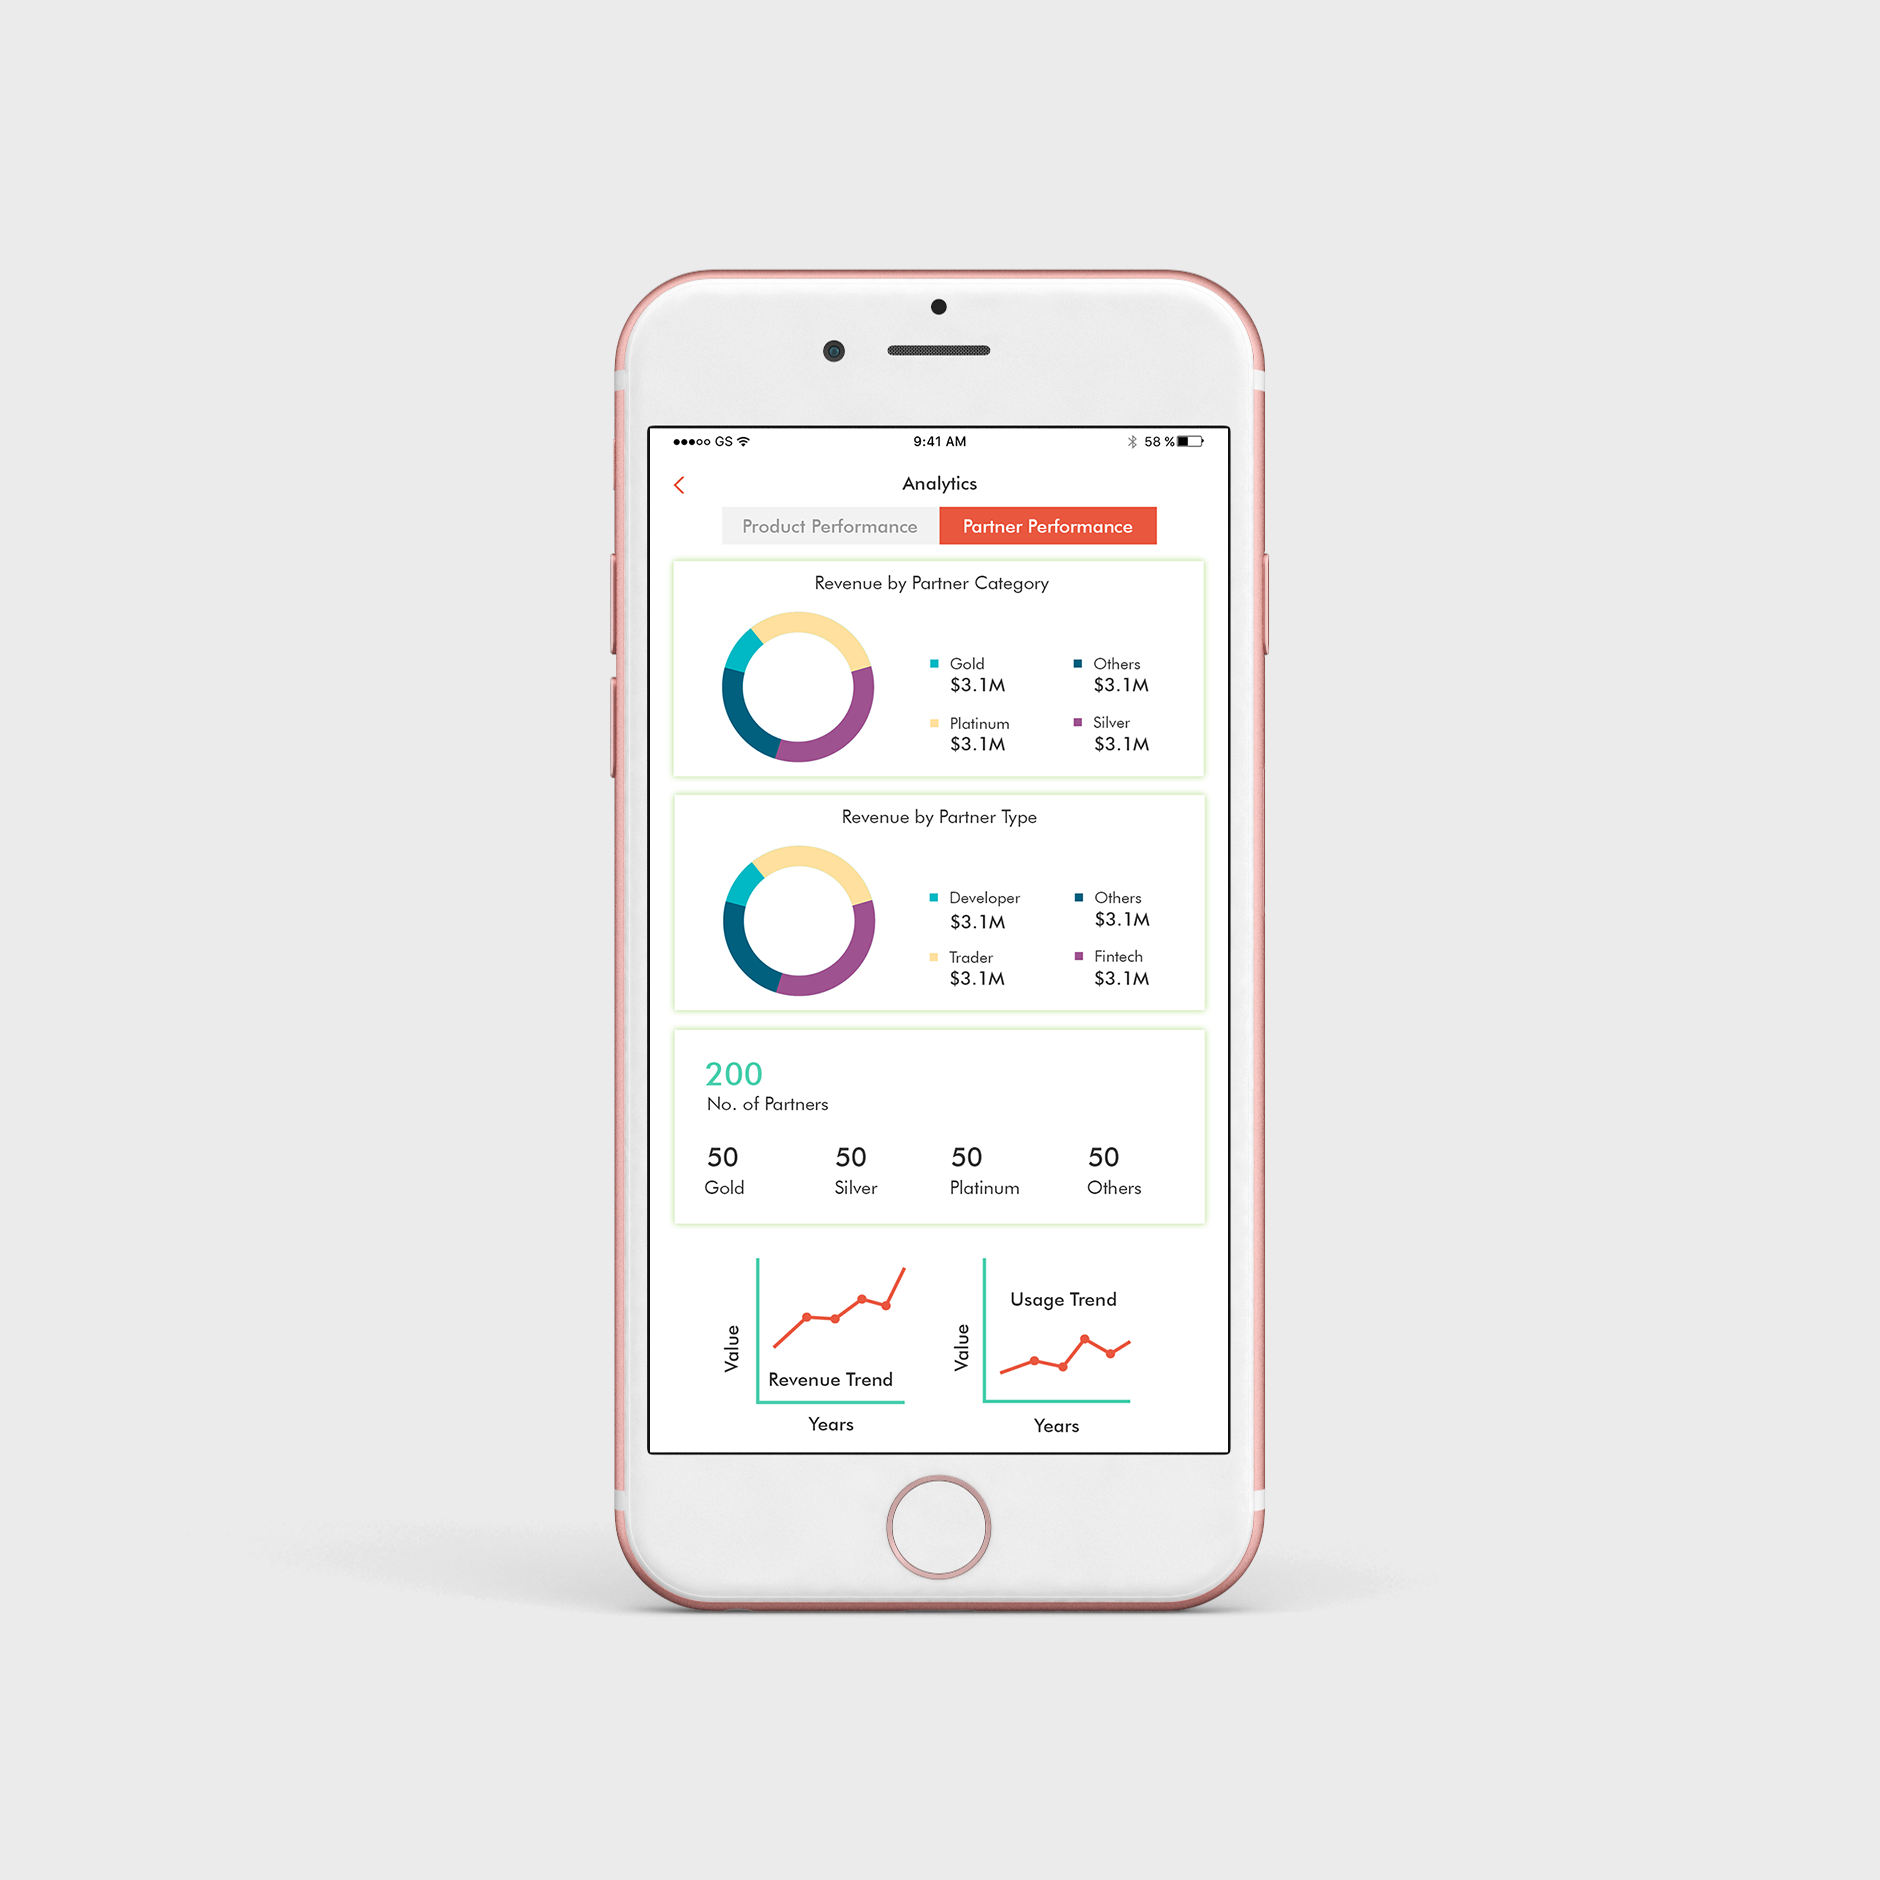 GS 9:41 AM 58 %
Analytics
Product Performance Partner Performance
Revenue by Partner Category
Gold Others
$3.1M $3.1M
Platinum Silver
$3.1M $3.1M
Revenue by Partner Type
Developer Others
$3.1M $3.1M
Trader Fintech
$3.1M $3.1M
200
No. of Partners
50 50 50 50
Gold Silver Platinum Others
Value
Revenue Trend
Years
Usage Trend
Value
Years